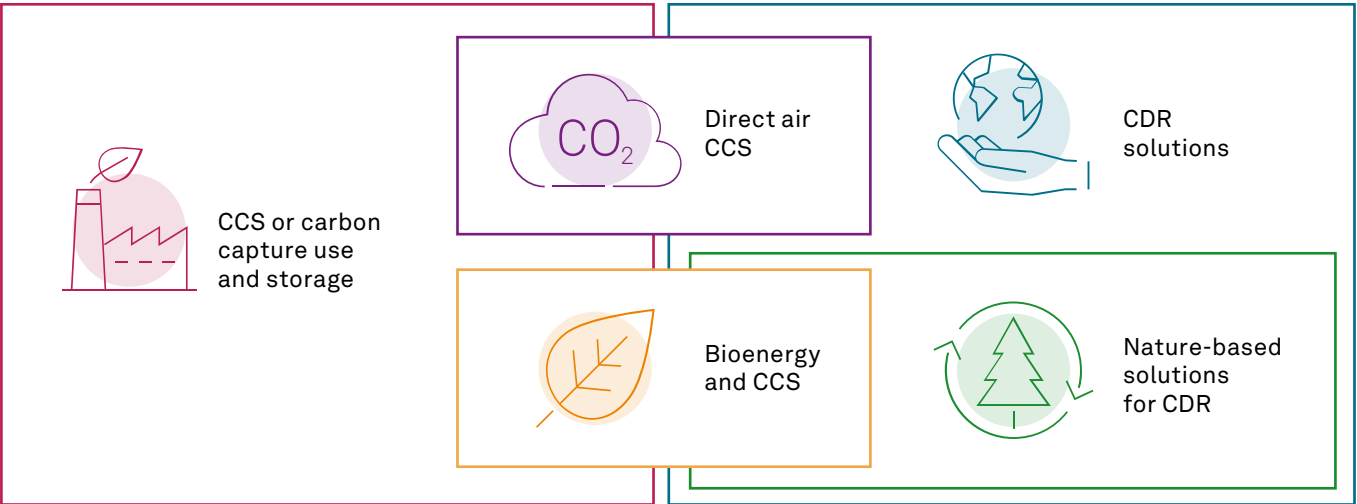 CCS or carbon
capture use
and storage
CO₂
Direct air
CCS
Bioenergy
and CCS
CDR
solutions
Nature-based
solutions
for CDR